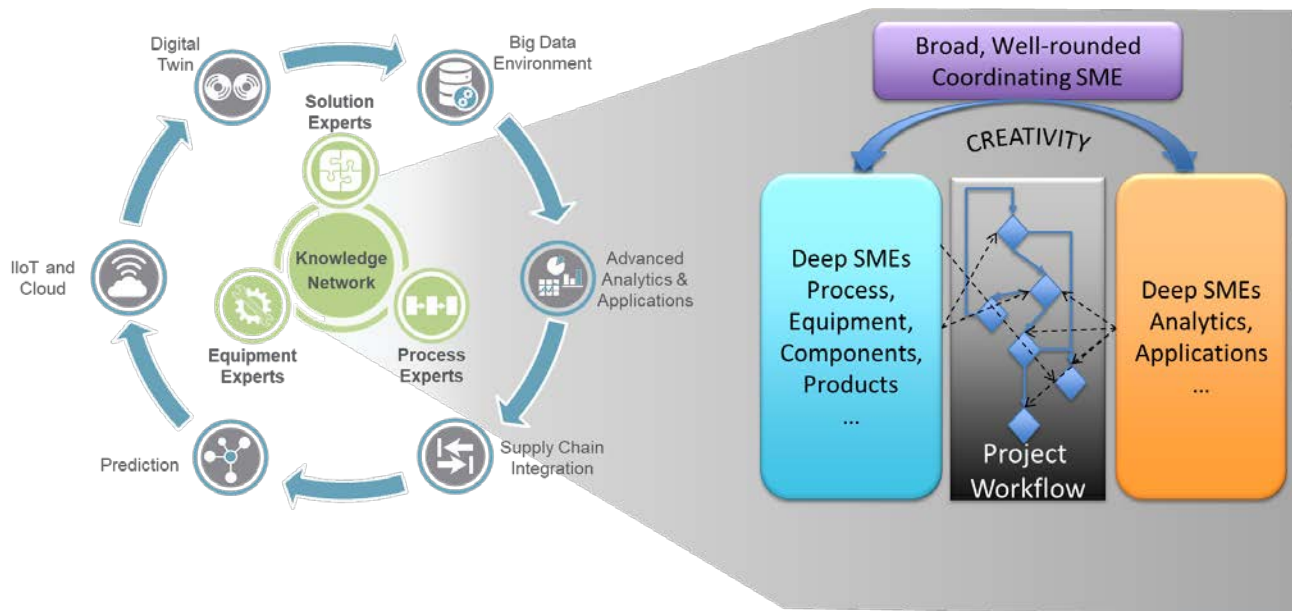 Digital
Twin
Big Data
Environment
Solution
Experts
IIoT and
Cloud
Knowledge
Network
Advanced
Analytics &
Applications
Equipment
Experts
Process
Experts
Prediction
Supply Chain
Integration
Broad, Well-rounded
Coordinating SME
CREATIVITY
Deep SMEs
Process,
Equipment,
Components,
Products
...
Project
Workflow
Deep SMEs
Analytics,
Applications
...